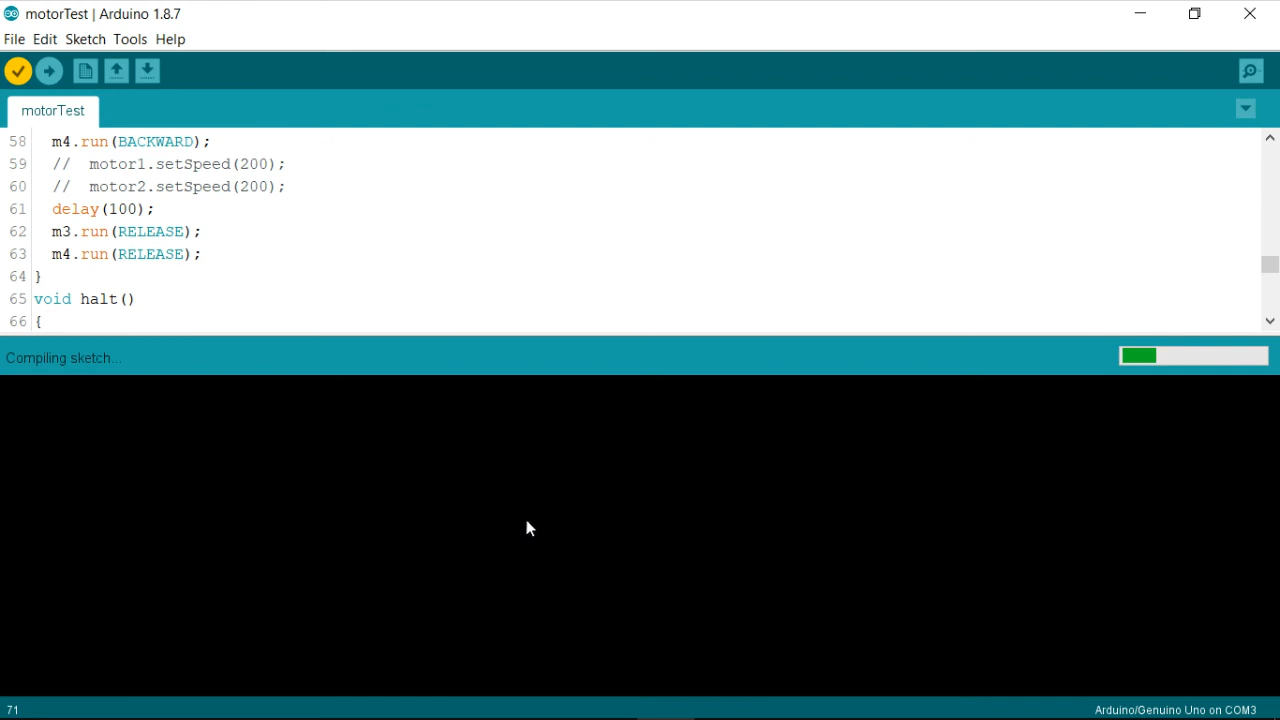 motorTest | Arduino 1.8.7
File Edit Sketch Tools Help
motorTest
58 m4.run(BACKWARD);
59 // motor1.setSpeed(200);
60 // motor2.setSpeed(200);
61 delay(100);
62 m3.run(RELEASE);
63 m4.run(RELEASE);
64 }
65 void halt()
66 {
Compiling sketch...
71 Arduino/Genuino Uno on COM3